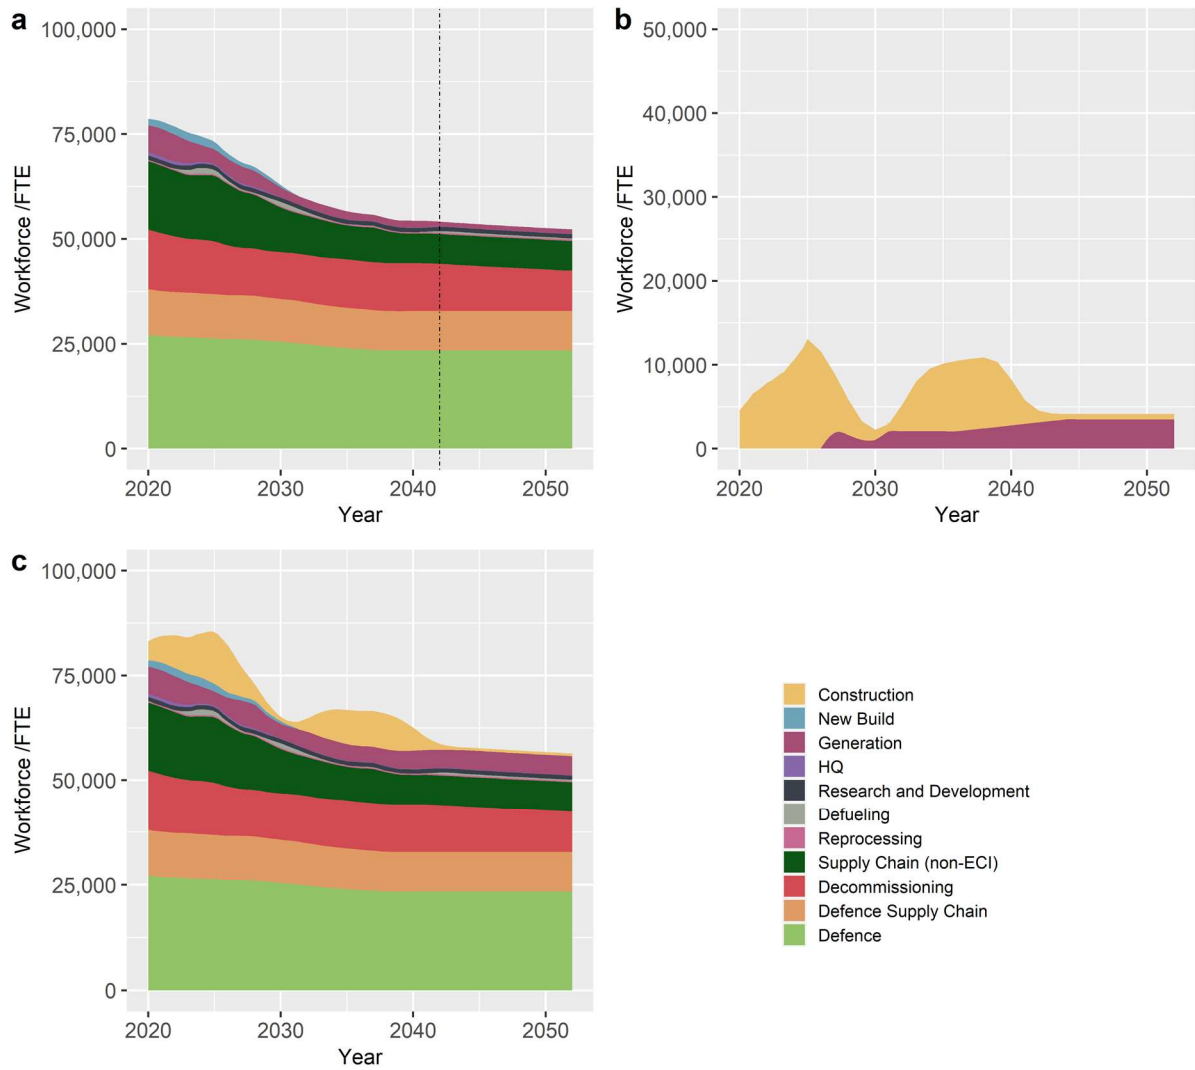 a
100,000
75,000
50,000
25,000
0
Workforce /FTE
2020
2030
2040
2050
Year
b
50,000
40,000
30,000
20,000
10,000
0
Workforce /FTE
2020
2030
2040
2050
Year
c
100,000
75,000
50,000
25,000
0
Workforce /FTE
2020
2030
2040
2050
Year
Construction
New Build
Generation
HQ
Research and Development
Defueling
Reprocessing
Supply Chain (non-ECI)
Decommissioning
Defence Supply Chain
Defence